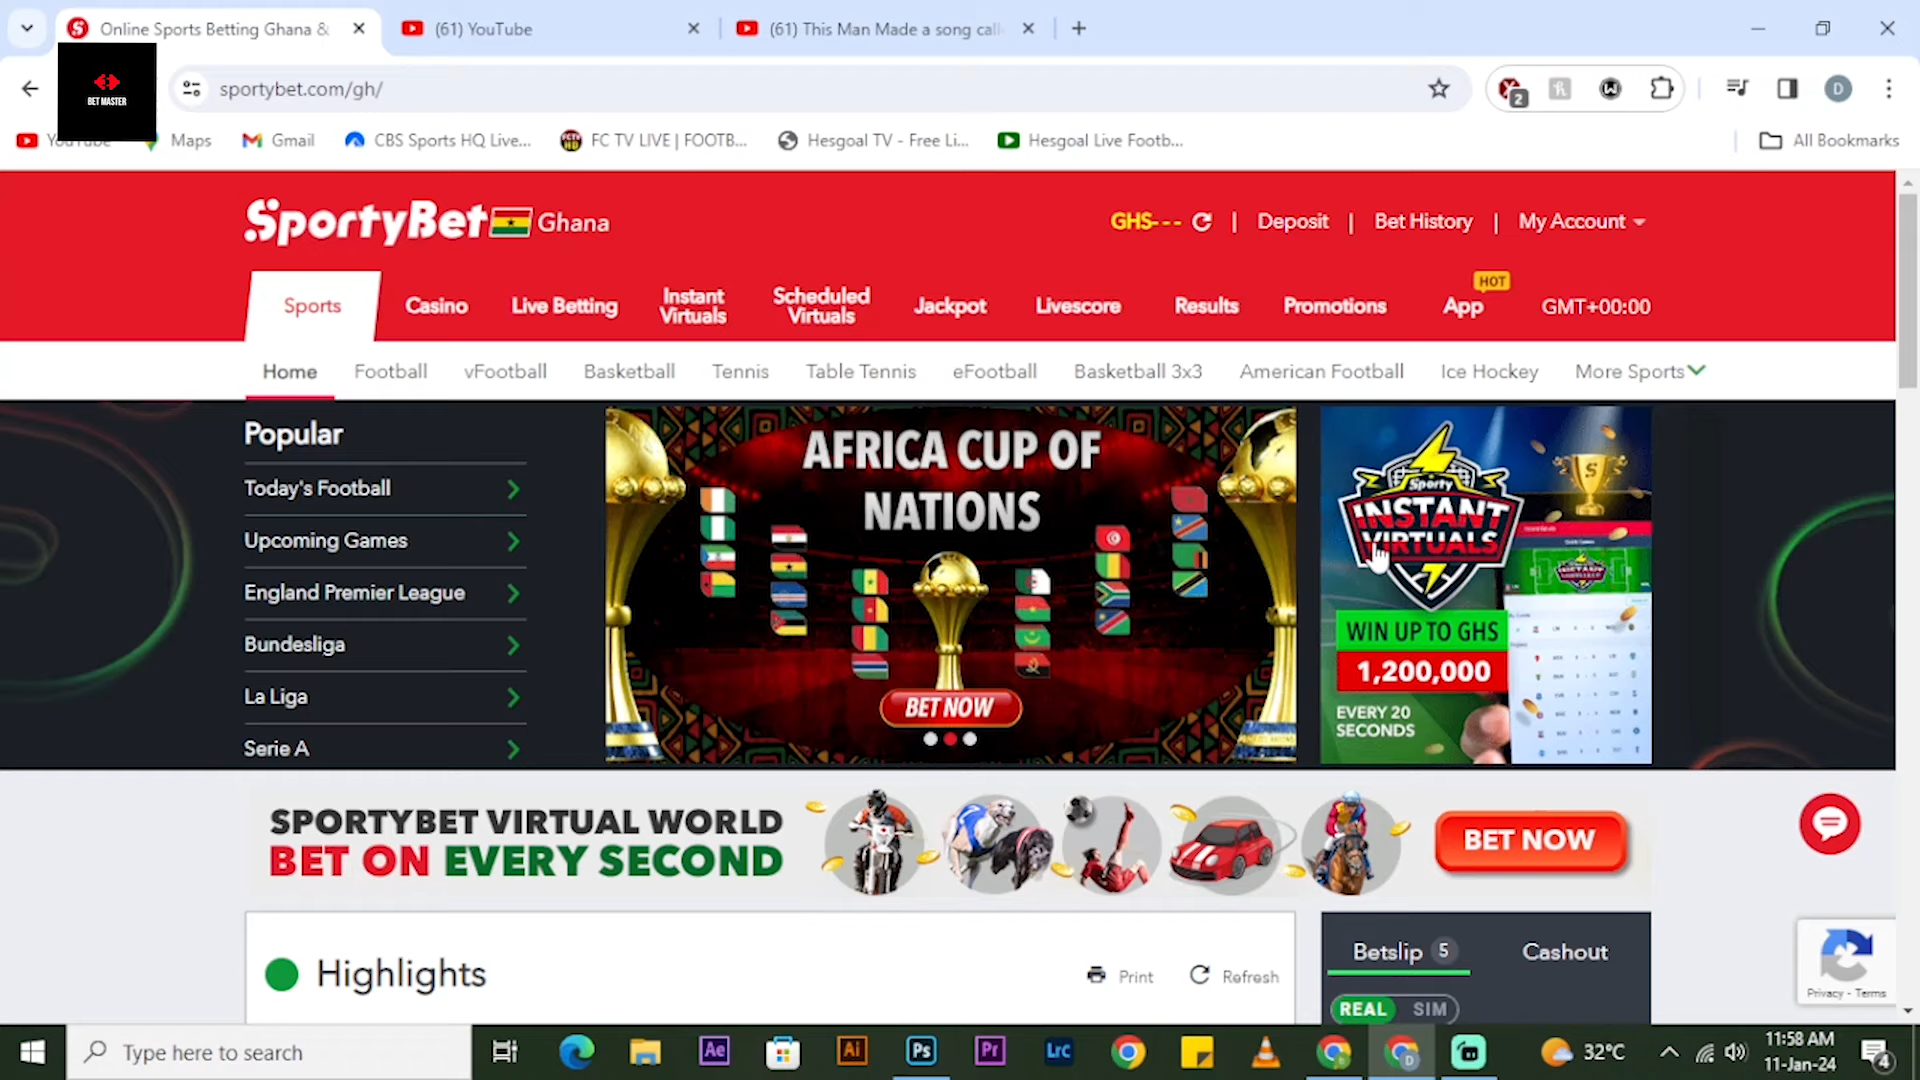 Online Sports Betting Ghana &
(61) YouTube
(61) This Man Made a song call
BET MASTER
sportybet.com/gh/
2
D
Maps
Gmail
CBS Sports HQ Live...
FC TV LIVE | FOOTB...
Hesgoal TV - Free Li...
Hesgoal Live Footb...
All Bookmarks
SportyBet Ghana
GHS--- | Deposit | Bet History | My Account
Sports
Casino
Live Betting
Instant Virtuals
Scheduled Virtuals
Jackpot
Livescore
Results
Promotions
App
HOT
GMT+00:00
Home
Football
vFootball
Basketball
Tennis
Table Tennis
eFootball
Basketball 3x3
American Football
Ice Hockey
More Sports
Popular
Today's Football
Upcoming Games
England Premier League
Bundesliga
La Liga
Serie A
AFRICA CUP OF
NATIONS
BET NOW
Sporty
INSTANT
VIRTUALS
WIN UP TO GHS
1,200,000
EVERY 20
SECONDS
SPORTYBET VIRTUAL WORLD
BET ON EVERY SECOND
BET NOW
Highlights
Print
Refresh
Betslip 5
Cashout
REAL SIM
Privacy - Terms
Type here to search
Ae
Ai
Ps
Pr
Lrc
32°C
11:58 AM
11-Jan-24
4